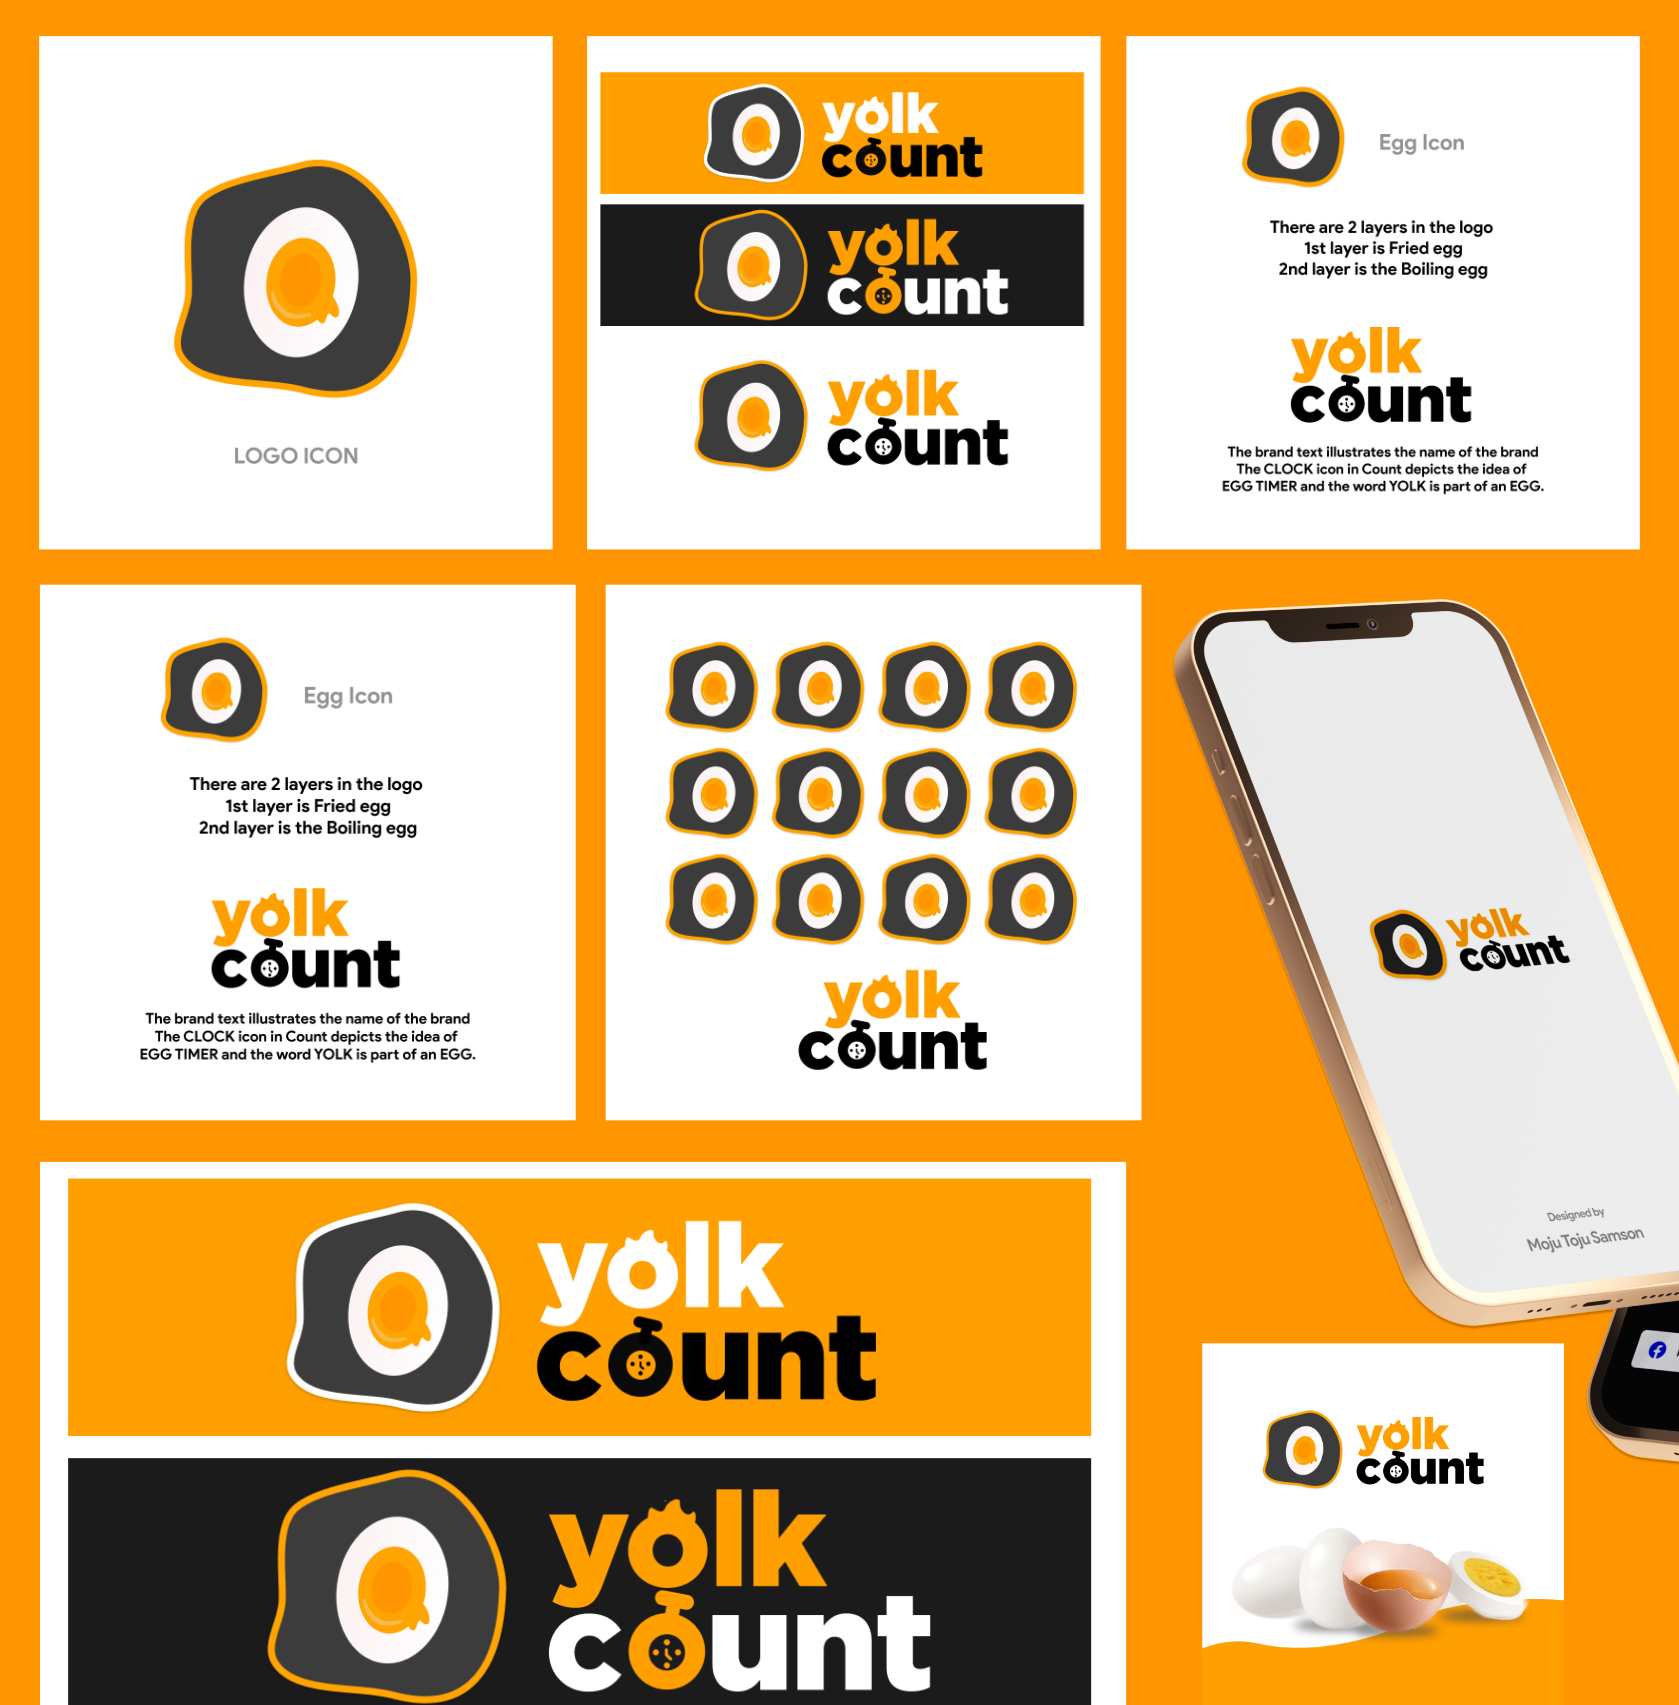 LOGO ICON
yolk
count
yolk
count
yolk
count
Egg Icon
There are 2 layers in the logo
1st layer is Fried egg
2nd layer is the Boiling egg
yolk
count
The brand text illustrates the name of the brand
The CLOCK icon in Count depicts the idea of
EGG TIMER and the word YOLK is part of an EGG.
Egg Icon
There are 2 layers in the logo
1st layer is Fried egg
2nd layer is the Boiling egg
yolk
count
The brand text illustrates the name of the brand
The CLOCK icon in Count depicts the idea of
EGG TIMER and the word YOLK is part of an EGG.
yolk
count
yolk
count
Designed by
Moju Toju Samson
yolk
count
yolk
count
yolk
count